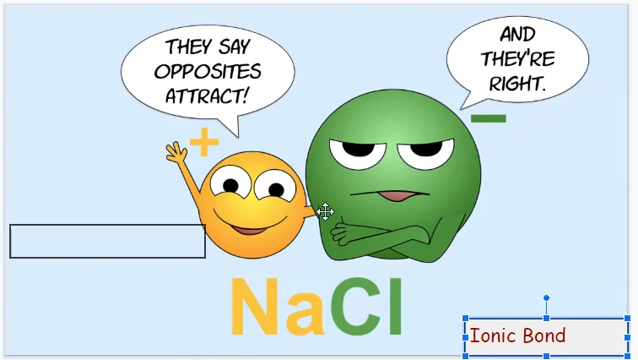 THEY SAY
OPPOSITES
ATTRACT!
AND
THEY'RE
RIGHT.
+
−
NaCl
Ionic Bond